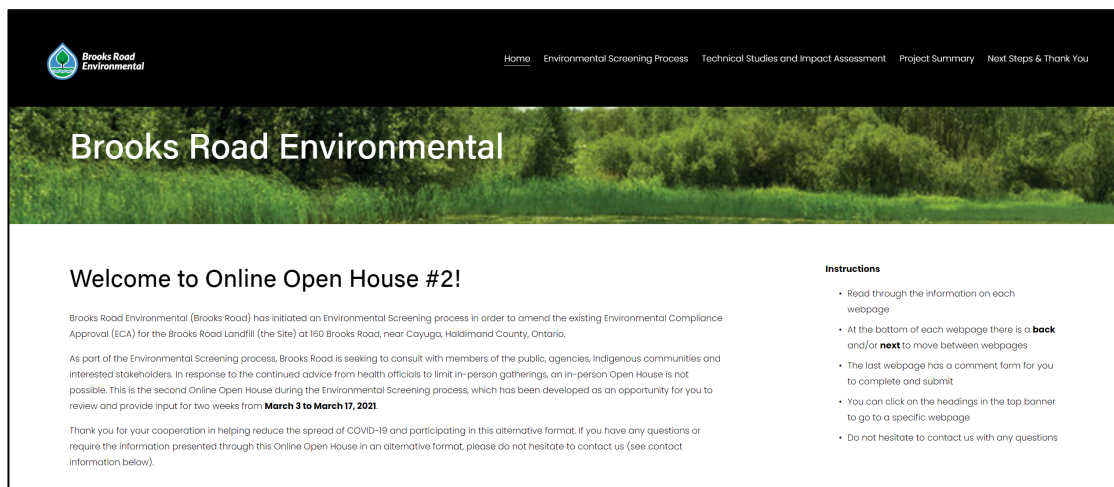 Brooks Road
Environmental
Home Environmental Screening Process Technical Studies and Impact Assessment Project Summary Next Steps & Thank You
Brooks Road Environmental
Welcome to Online Open House #2!
Brooks Road Environmental (Brooks Road) has initiated an Environmental Screening process in order to amend the existing Environmental Compliance
Approval (ECA) for the Brooks Road Landfill (the Site) at 160 Brooks Road, near Cayuga, Haldimand County, Ontario.
As part of the Environmental Screening process, Brooks Road is seeking to consult with members of the public, agencies, Indigenous communities and
interested stakeholders. In response to the continued advice from health officials to limit in-person gatherings, an in-person Open House is not
possible. This is the second Online Open House during the Environmental Screening process, which has been developed as an opportunity for you to
review and provide input for two weeks from March 3 to March 17, 2021.
Thank you for your cooperation in helping reduce the spread of COVID-19 and participating in this alternative format. If you have any questions or
require the information presented through this Online Open House in an alternative format, please do not hesitate to contact us (see contact
information below).
Instructions
• Read through the information on each
webpage
• At the bottom of each webpage there is a back
and/or next to move between webpages
• The last webpage has a comment form for you
to complete and submit
• You can click on the headings in the top banner
to go to a specific webpage
• Do not hesitate to contact us with any questions